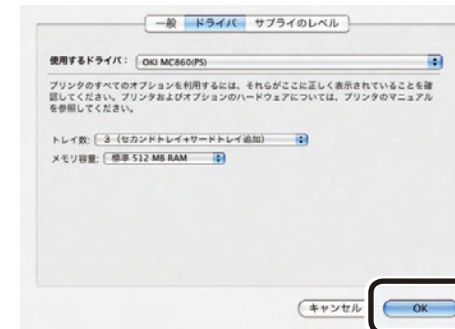 一般 ドライバ サプライのレベル
使用するドライバ： OKI MC860(PS)
プリンタのすべてのオプションを利用するには、それらがここに正しく表示されていることを確
認してください。プリンタおよびオプションのハードウェアについては、プリンタのマニュアル
を参照してください。
トレイ数： 3 （セカンドトレイ+サードトレイ追加）
メモリ容量： 標準 512 MB RAM
キャンセル OK